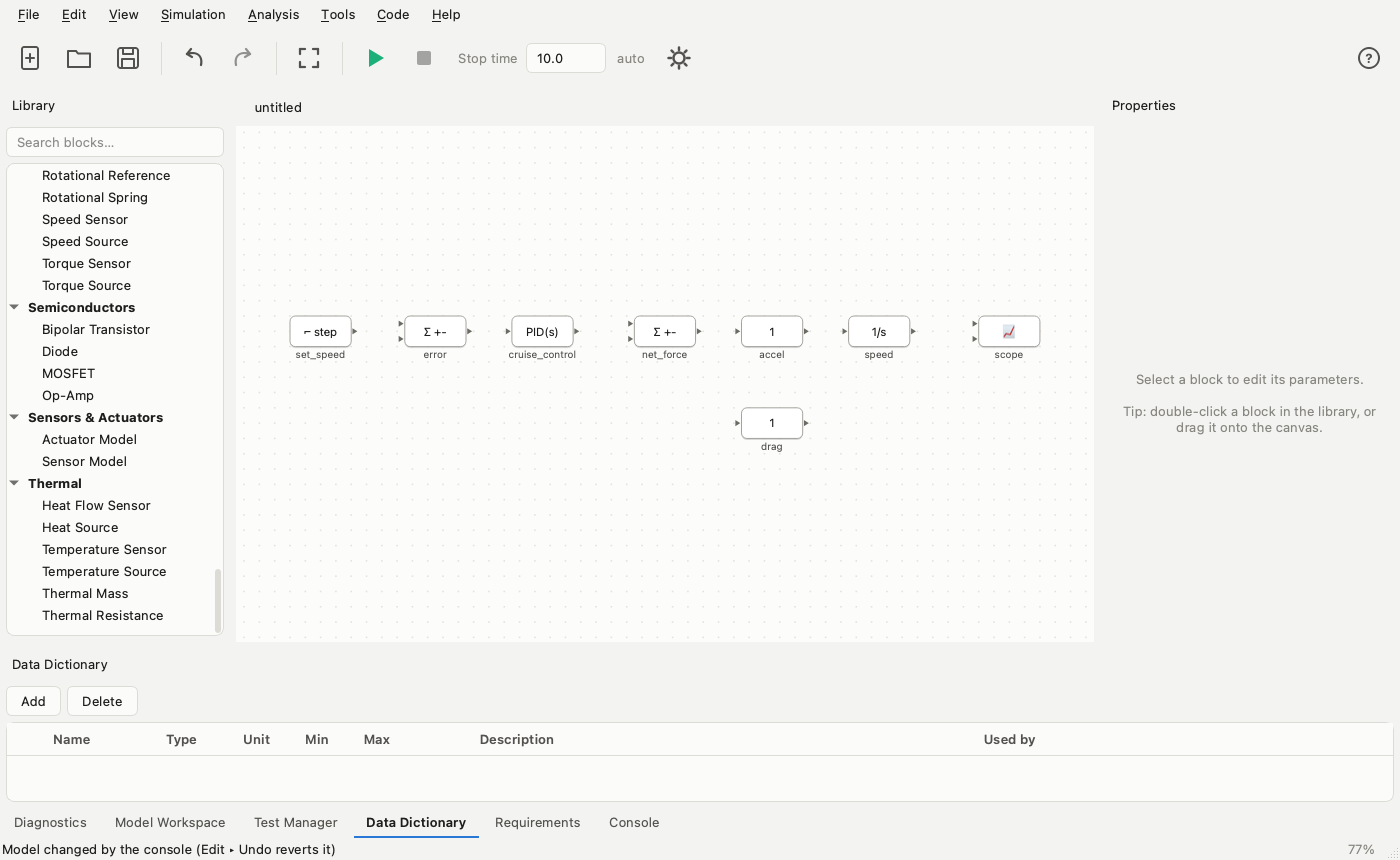 File Edit View Simulation Analysis Tools Code Help
Stop time 10.0 auto
Library
untitled
Properties
Search blocks...
Rotational Reference
Rotational Spring
Speed Sensor
Speed Source
Torque Sensor
Torque Source
Semiconductors
Bipolar Transistor
Diode
MOSFET
Op-Amp
Sensors & Actuators
Actuator Model
Sensor Model
Thermal
Heat Flow Sensor
Heat Source
Temperature Sensor
Temperature Source
Thermal Mass
Thermal Resistance
⌐ step
set_speed
Σ +-
error
PID(s)
cruise_control
Σ +-
net_force
1
accel
1/s
speed
scope
1
drag
Select a block to edit its parameters.
Tip: double-click a block in the library, or
drag it onto the canvas.
Data Dictionary
Add Delete
Name Type Unit Min Max Description Used by
Diagnostics Model Workspace Test Manager Data Dictionary Requirements Console
Model changed by the console (Edit ▸ Undo reverts it)
77%